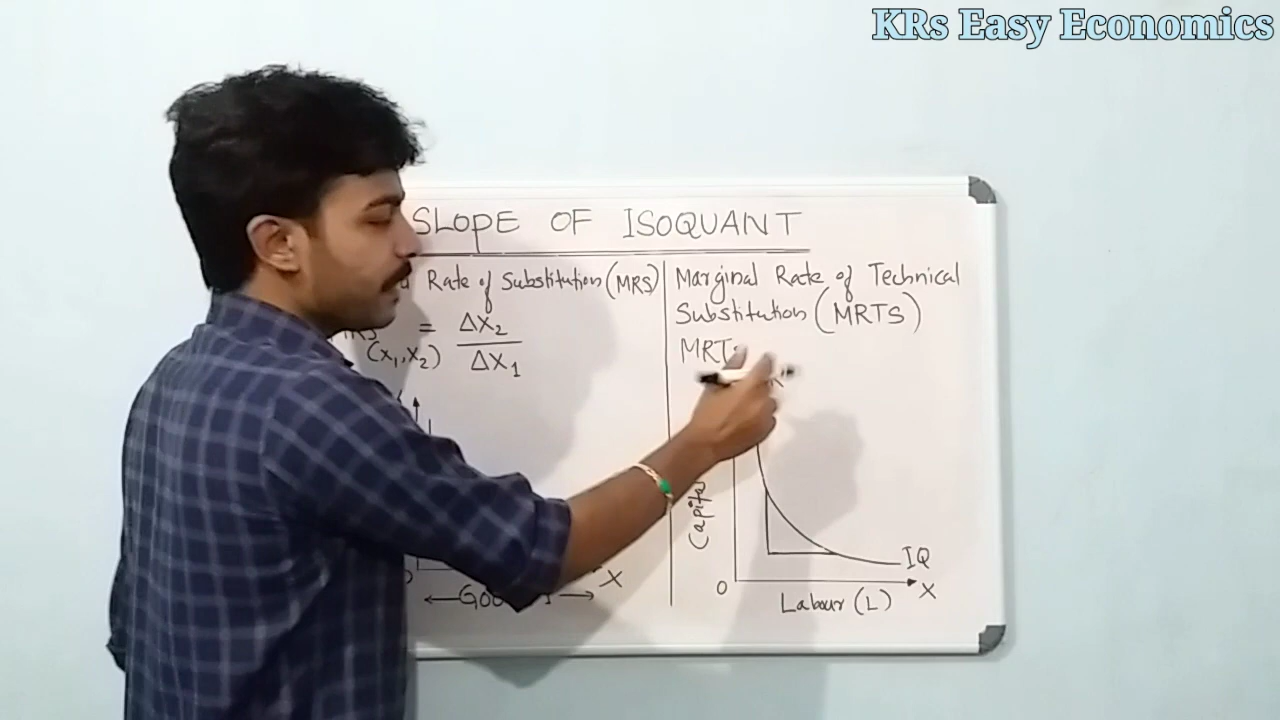 KRs Easy Economics
SLOPE OF ISOQUANT
Rate of Substitution (MRS)
= ΔX₂
(X₁,X₂) ΔX₁
X
0
Marginal Rate of Technical
Substitution (MRTS)
IQ
0
X
Labour (L)